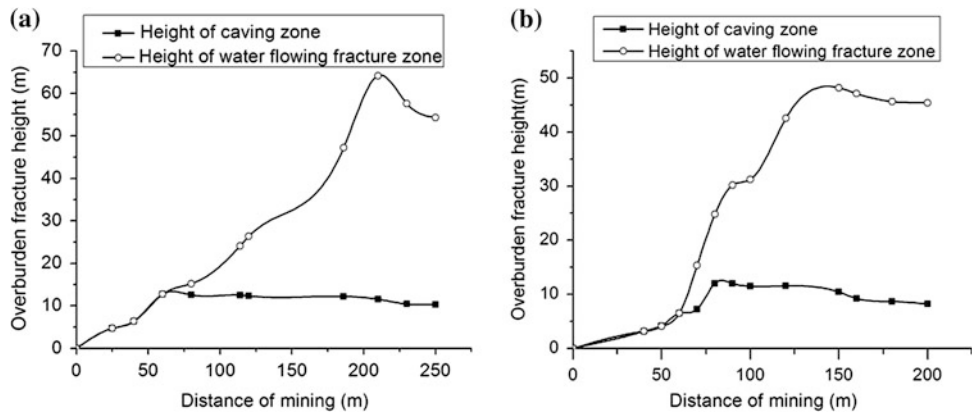 (a)
Height of caving zone
Height of water flowing fracture zone
70
60
50
40
30
20
10
0
Overburden fracture height (m)
0 50 100 150 200 250
Distance of mining (m)
(b)
Height of caving zone
Height of water flowing fracture zone
50
40
30
20
10
0
Overburden fracture height(m)
0 50 100 150 200
Distance of mining (m)